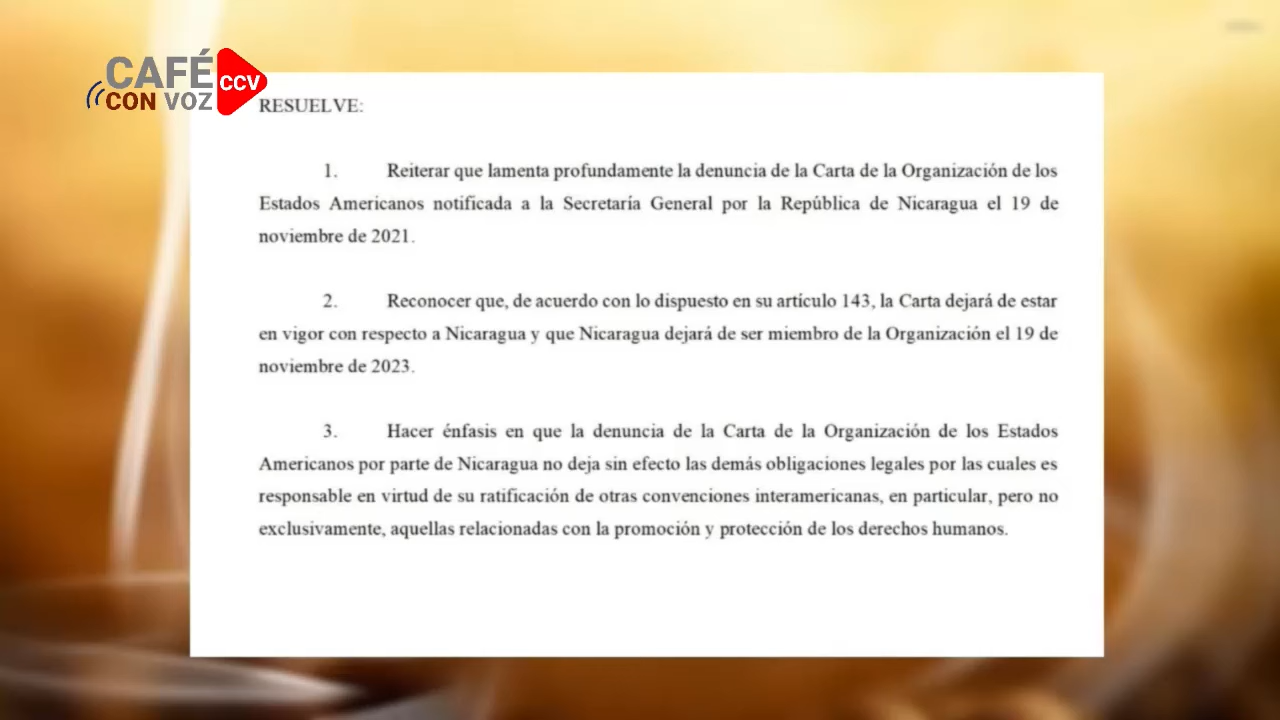 CAFÉ
CON VOZ
CCV
RESUELVE:
1. Reiterar que lamenta profundamente la denuncia de la Carta de la Organización de los
Estados Americanos notificada a la Secretaría General por la República de Nicaragua el 19 de
noviembre de 2021.
2. Reconocer que, de acuerdo con lo dispuesto en su artículo 143, la Carta dejará de estar
en vigor con respecto a Nicaragua y que Nicaragua dejará de ser miembro de la Organización el 19 de
noviembre de 2023.
3. Hacer énfasis en que la denuncia de la Carta de la Organización de los Estados
Americanos por parte de Nicaragua no deja sin efecto las demás obligaciones legales por las cuales es
responsable en virtud de su ratificación de otras convenciones interamericanas, en particular, pero no
exclusivamente, aquellas relacionadas con la promoción y protección de los derechos humanos.